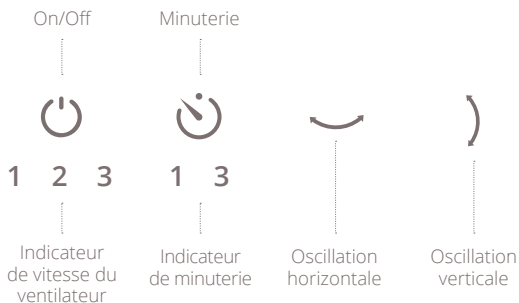 On/Off
Minuterie
1 2 3
1 3
Indicateur
de vitesse du
ventilateur
Indicateur
de minuterie
Oscillation
horizontale
Oscillation
verticale